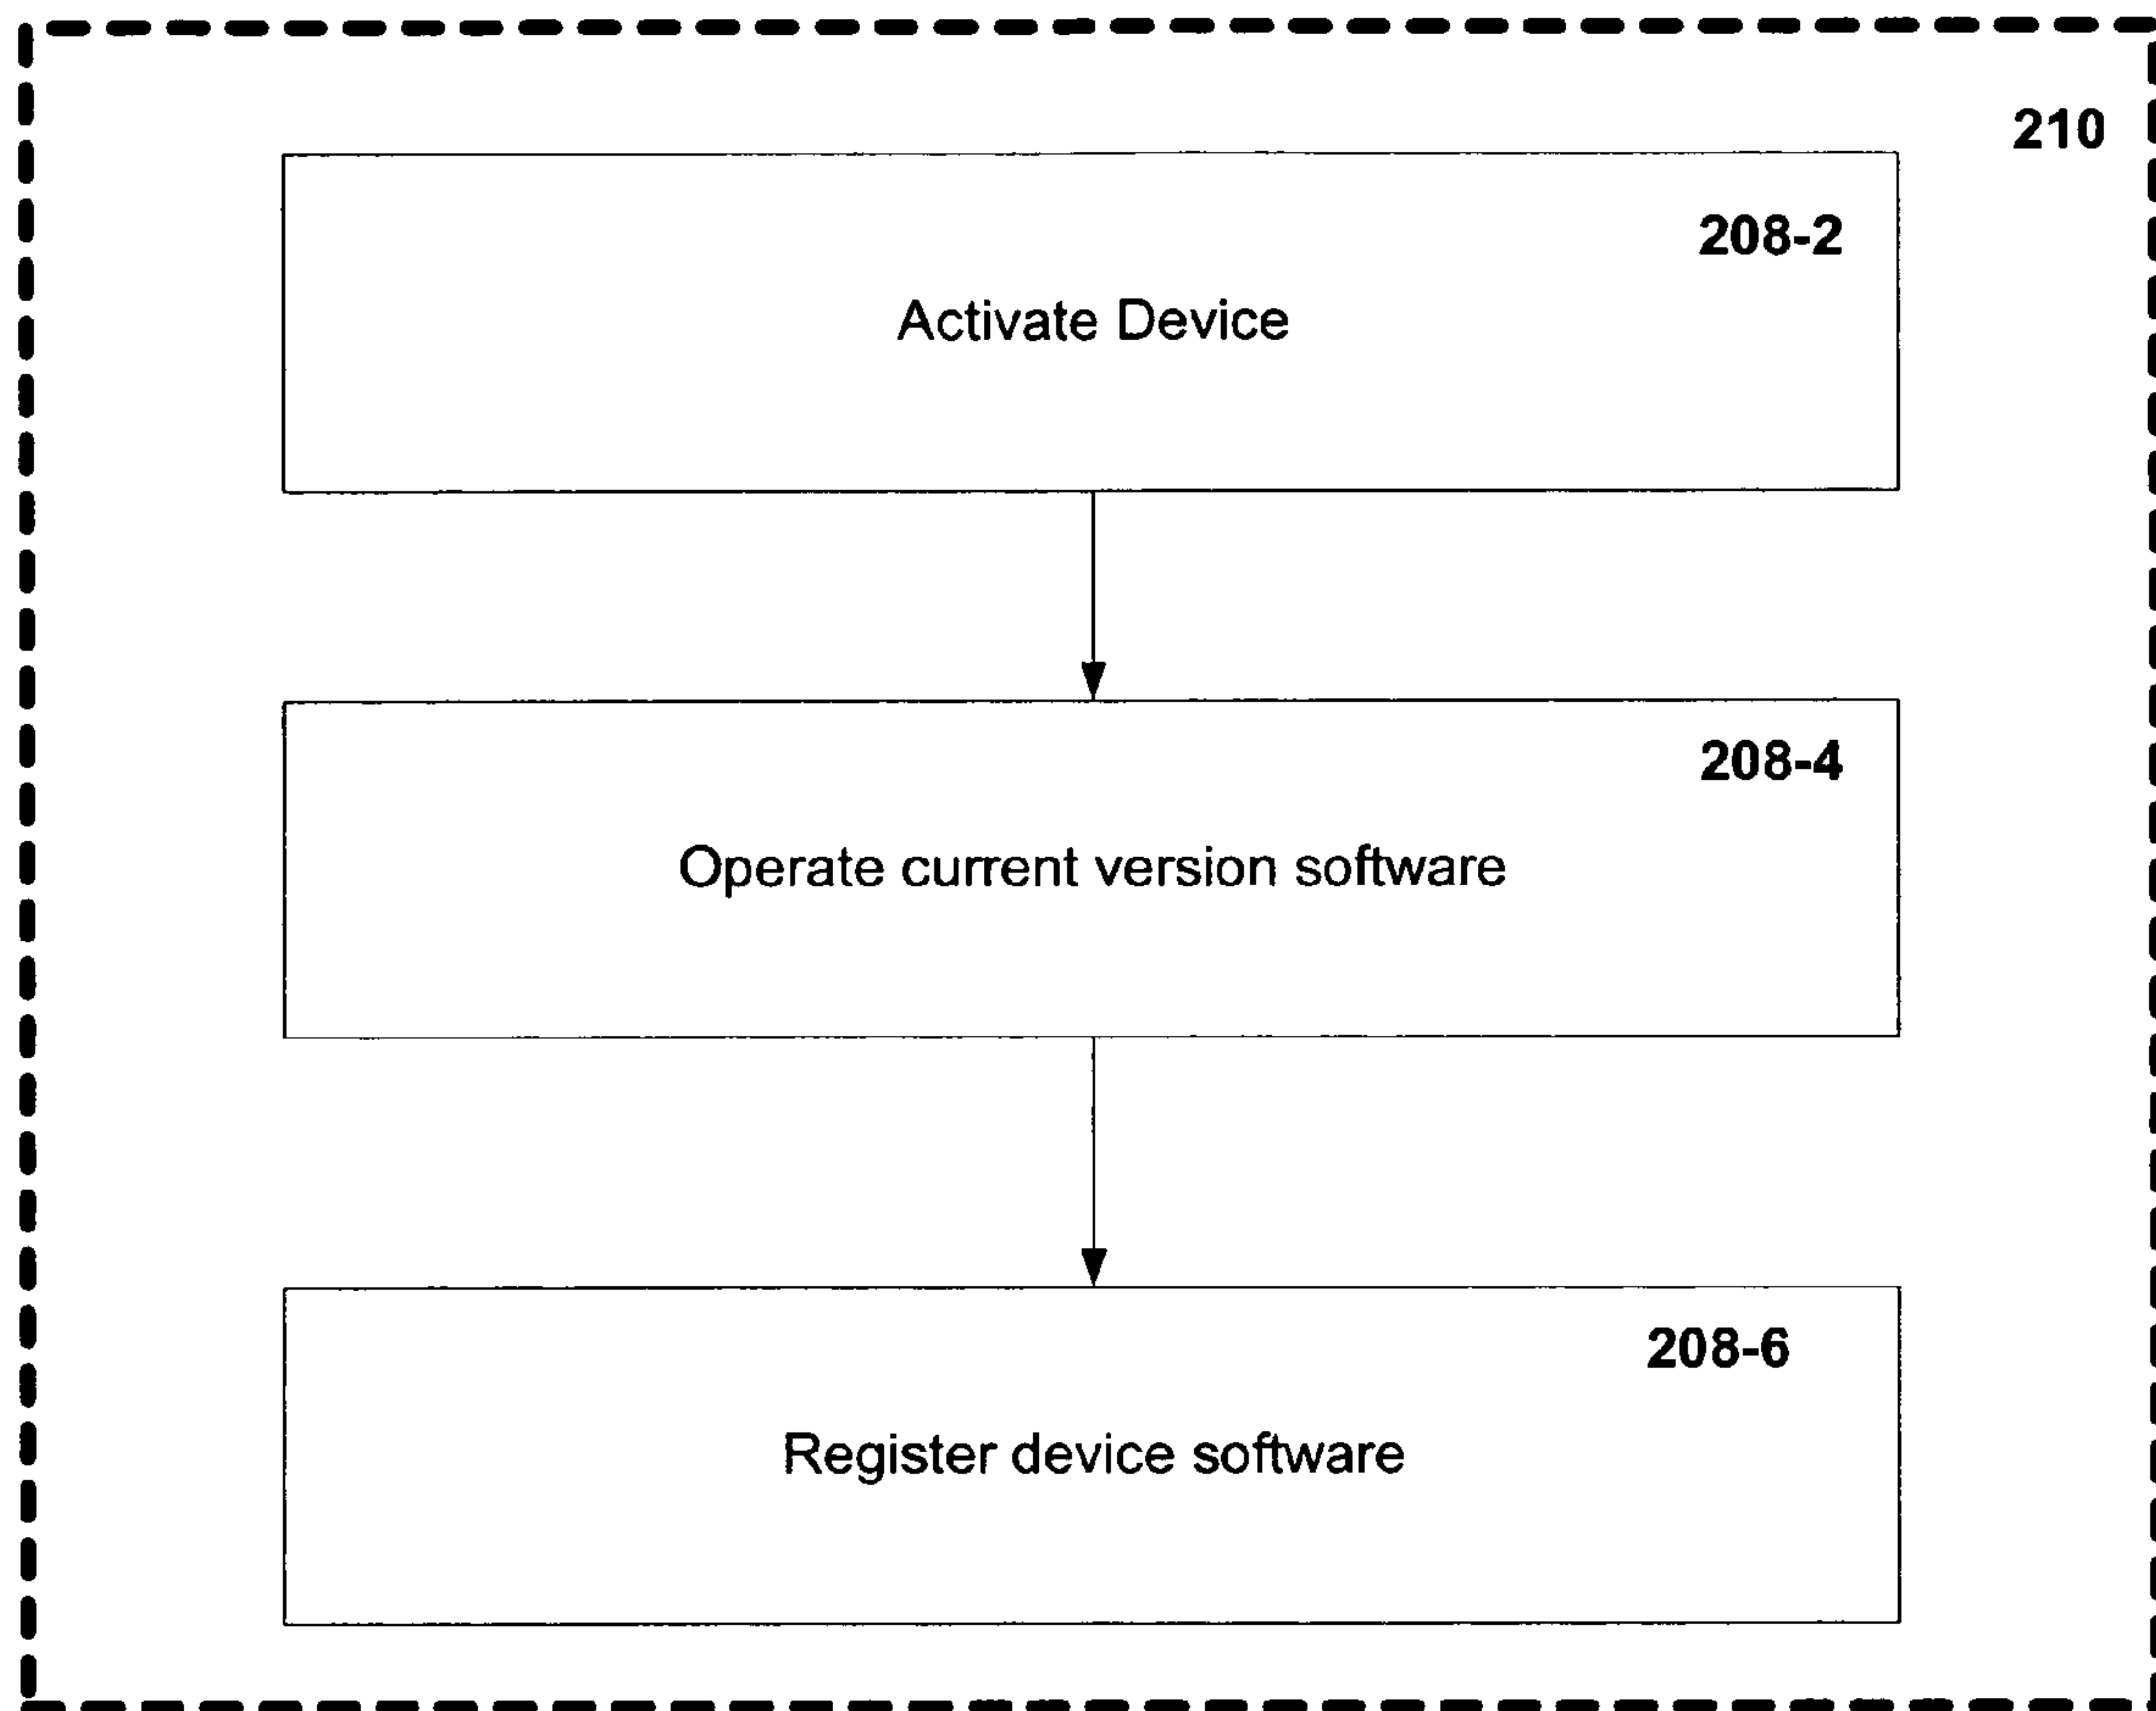 210
208-2
Activate Device
208-4
Operate current version software
208-6
Register device software